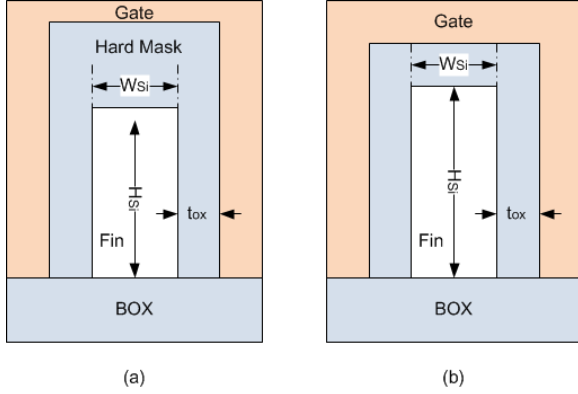 Gate
Hard Mask
WSi
HSi
tox
Fin
BOX
(a)
Gate
WSi
HSi
tox
Fin
BOX
(b)